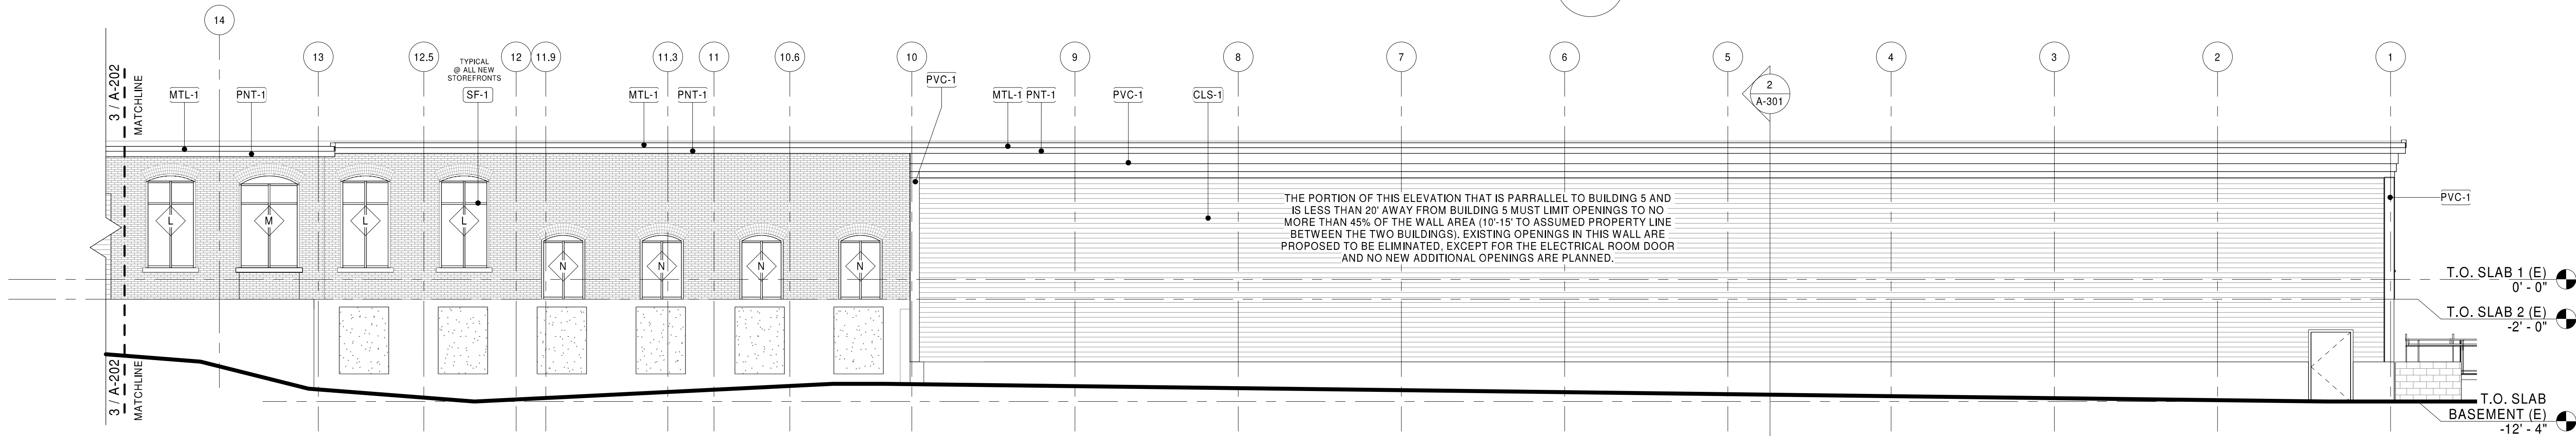 14
13
12.5
12
11.9
11.3
11
10.6
10
9
8
7
6
5
4
3
2
1
3 / A-202
MATCHLINE
MTL-1
PNT-1
TYPICAL
@ ALL NEW
STOREFRONTS
SF-1
MTL-1
PNT-1
PVC-1
MTL-1
PNT-1
PVC-1
CLS-1
2
A-301
L
M
L
L
N
N
N
N
THE PORTION OF THIS ELEVATION THAT IS PARRALLEL TO BUILDING 5 AND
IS LESS THAN 20' AWAY FROM BUILDING 5 MUST LIMIT OPENINGS TO NO
MORE THAN 45% OF THE WALL AREA (10'-15' TO ASSUMED PROPERTY LINE
BETWEEN THE TWO BUILDINGS). EXISTING OPENINGS IN THIS WALL ARE
PROPOSED TO BE ELIMINATED, EXCEPT FOR THE ELECTRICAL ROOM DOOR
AND NO NEW ADDITIONAL OPENINGS ARE PLANNED.
PVC-1
T.O. SLAB 1 (E)
0' - 0"
T.O. SLAB 2 (E)
-2' - 0"
3 / A-202
MATCHLINE
T.O. SLAB
BASEMENT (E)
-12' - 4"